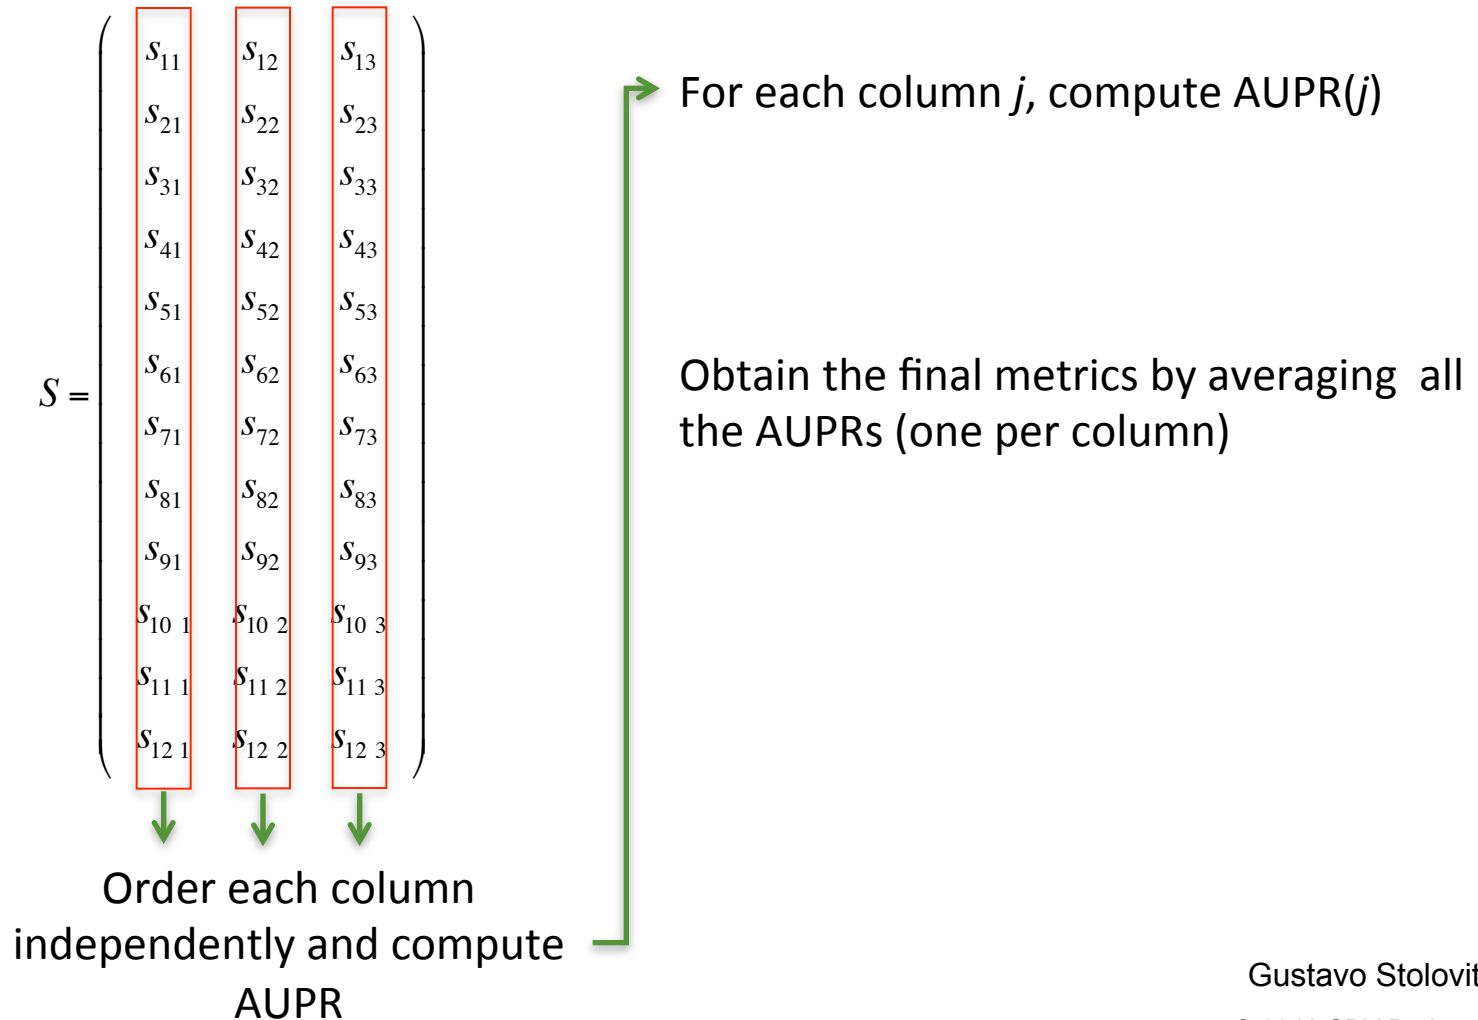 S =
s11 s12 s13
s21 s22 s23
s31 s32 s33
s41 s42 s43
s51 s52 s53
s61 s62 s63
s71 s72 s73
s81 s82 s83
s91 s92 s93
s10 1 s10 2 s10 3
s11 1 s11 2 s11 3
s12 1 s12 2 s12 3
Order each column
independently and compute
AUPR
For each column j, compute AUPR(j)
Obtain the final metrics by averaging all
the AUPRs (one per column)
Gustavo Stolovit